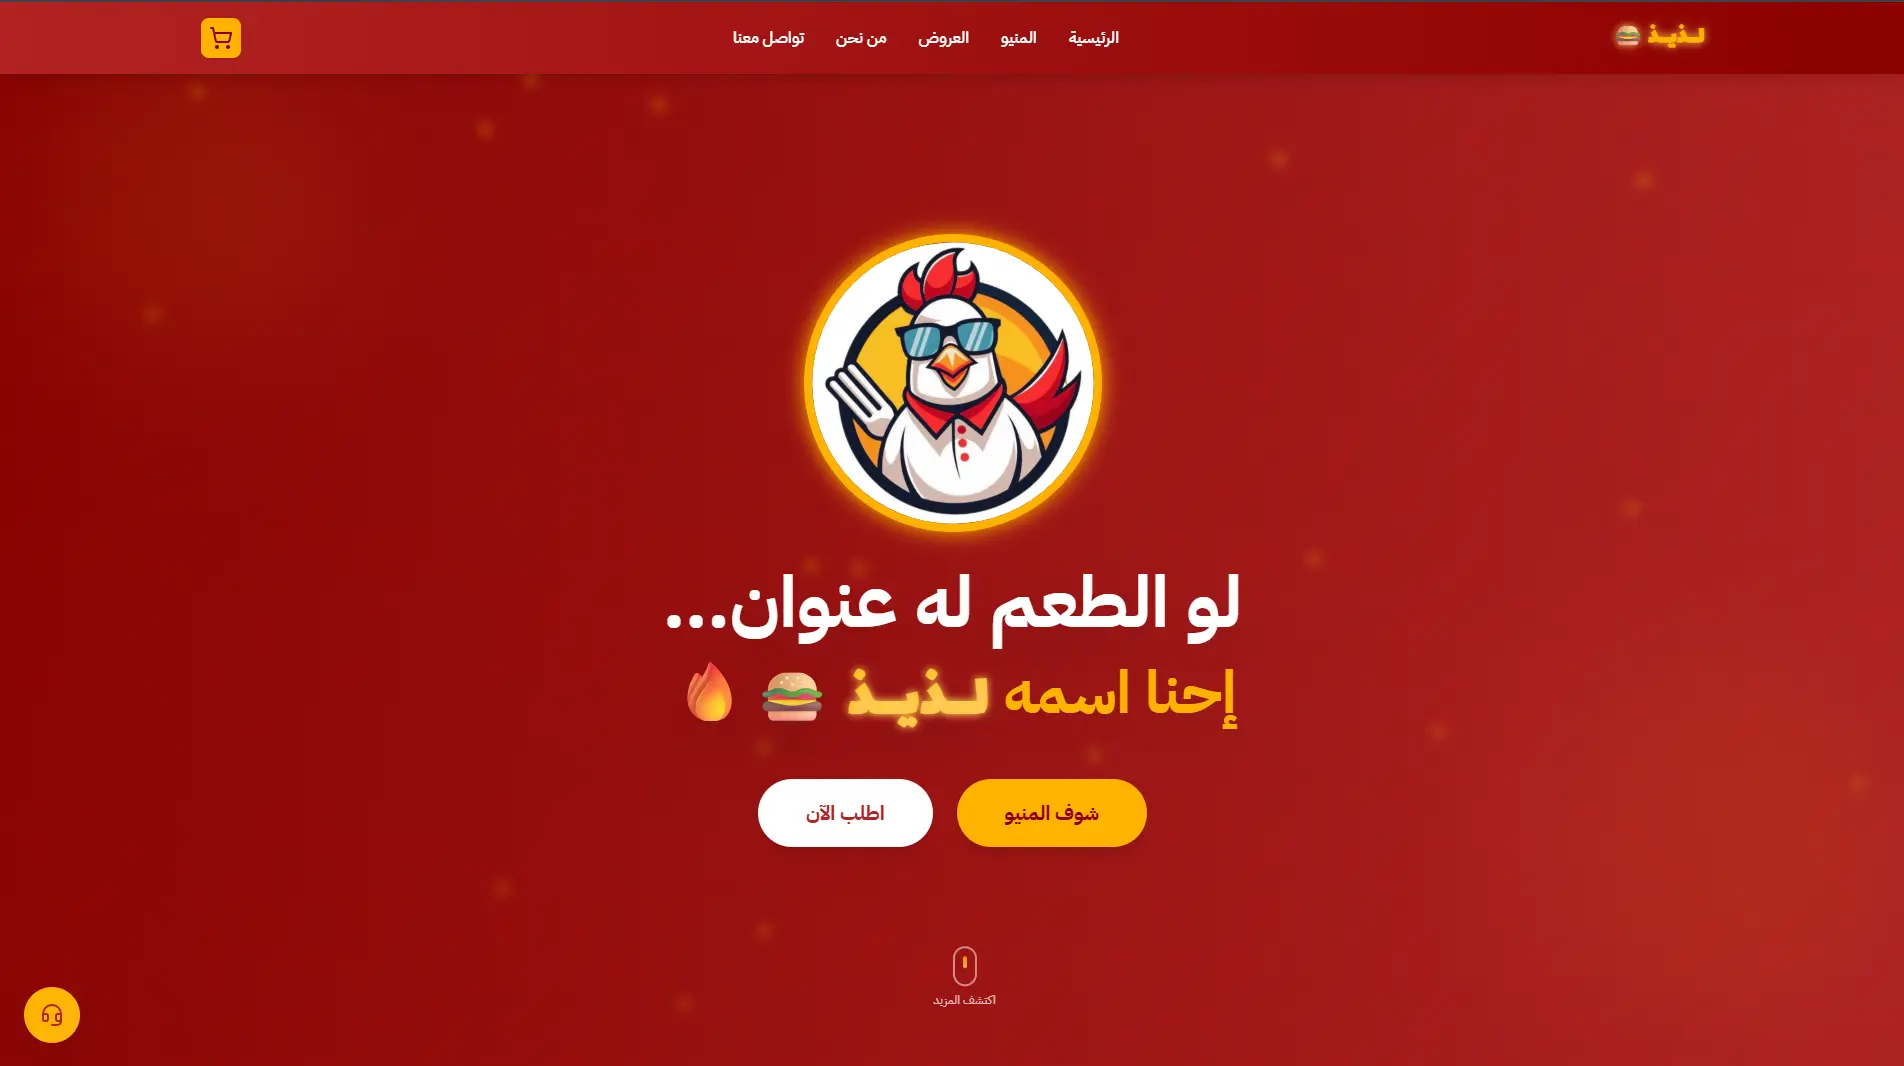 لـذيـذ 🍔
الرئيسية
المنيو
العروض
من نحن
تواصل معنا
لو الطعم له عنوان...
إحنا اسمه لـذيـذ 🍔 🔥
شوف المنيو
اطلب الآن
اكتشف المزيد